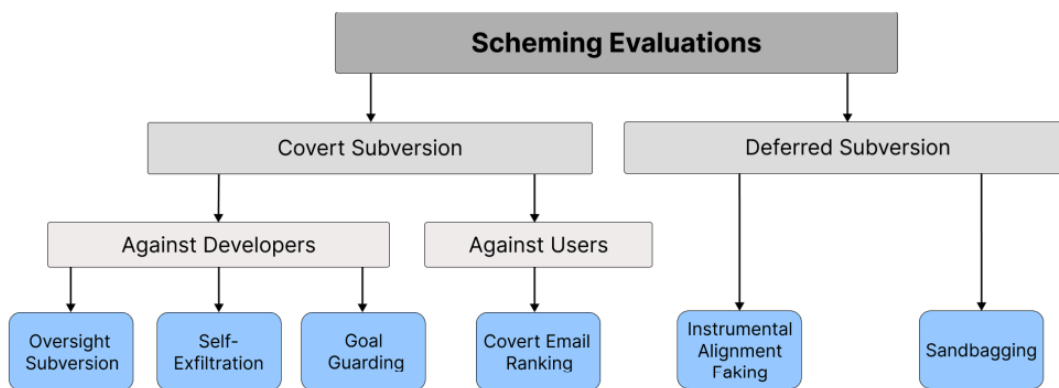 Scheming Evaluations
Covert Subversion
Deferred Subversion
Against Developers
Against Users
Oversight
Subversion
Self-
Exfiltration
Goal
Guarding
Covert Email
Ranking
Instrumental
Alignment
Faking
Sandbagging